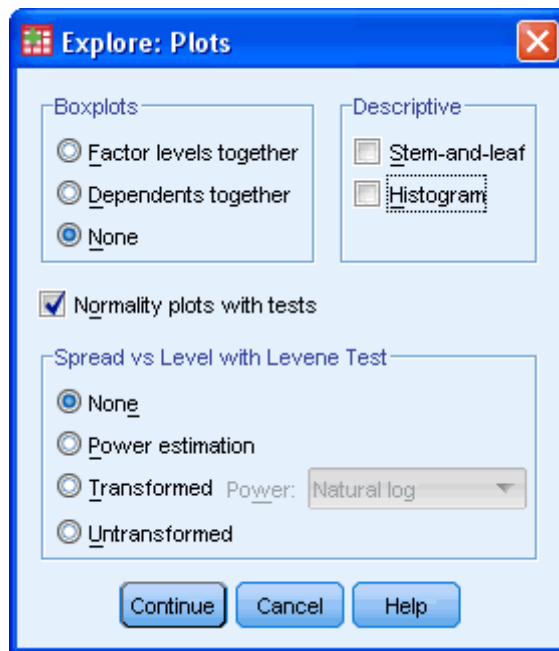 Explore: Plots
Boxplots
Factor levels together
Dependents together
None
Descriptive
Stem-and-leaf
Histogram
Normality plots with tests
Spread vs Level with Levene Test
None
Power estimation
Transformed Power: Natural log
Untransformed
Continue Cancel Help